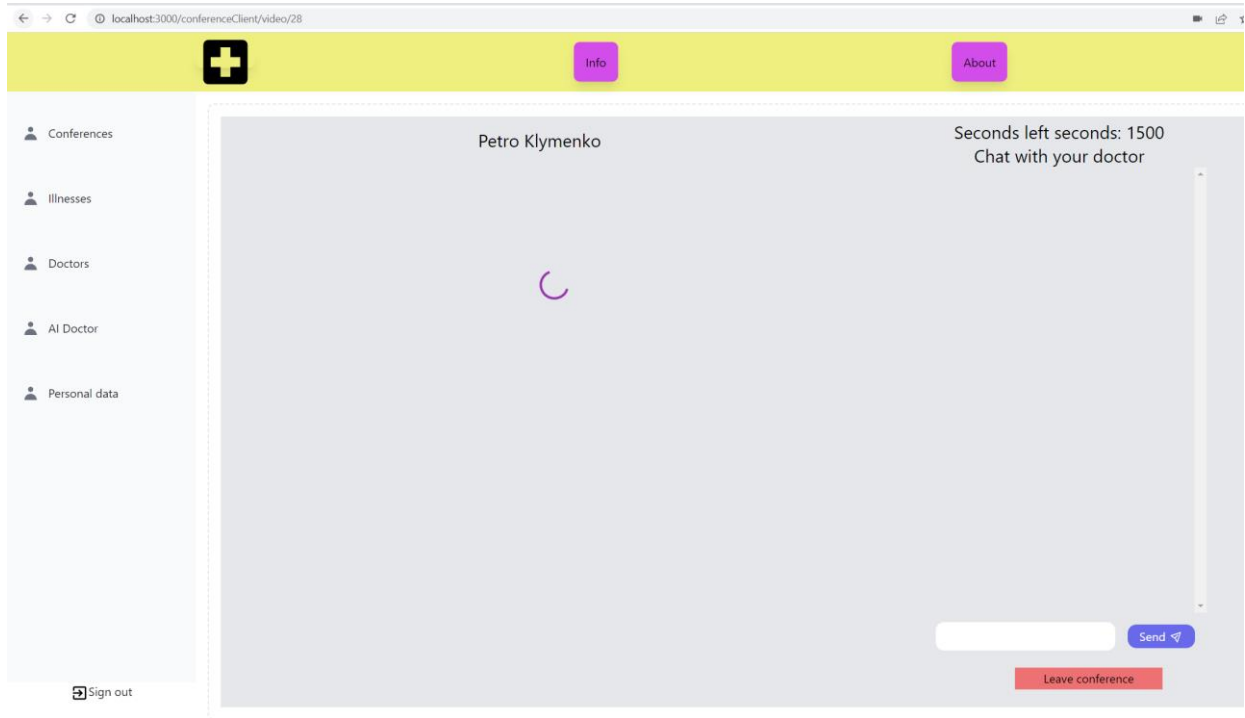 localhost:3000/conferenceClient/video/28
Info
About
Conferences
Illnesses
Doctors
AI Doctor
Personal data
Sign out
Petro Klymenko
Seconds left seconds: 1500
Chat with your doctor
Send
Leave conference